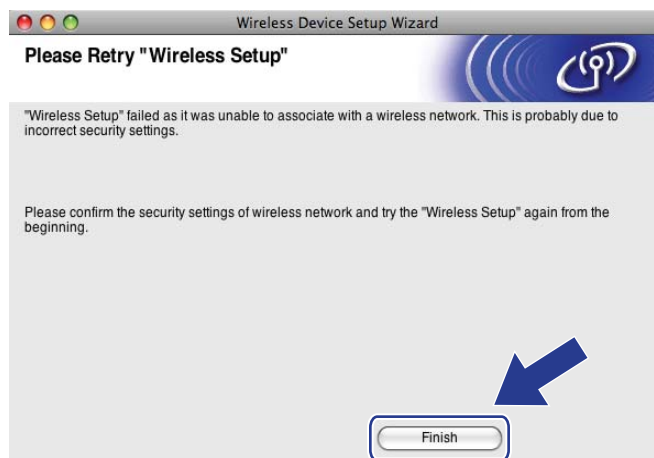 Wireless Device Setup Wizard
Please Retry "Wireless Setup"
"Wireless Setup" failed as it was unable to associate with a wireless network. This is probably due to
incorrect security settings.
Please confirm the security settings of wireless network and try the "Wireless Setup" again from the
beginning.
Finish